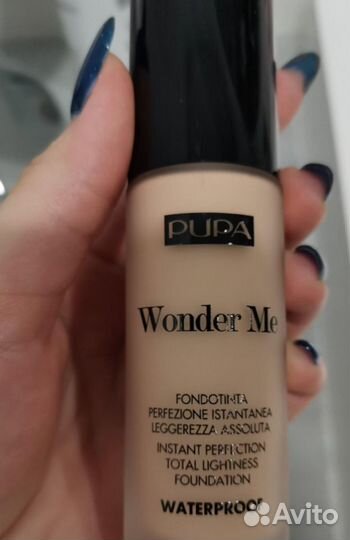 PUPA
Wonder Me
FONDOTINTA
PERFEZIONE ISTANTANEA
LEGGEREZZA ASSOLUTA
INSTANT PERFECTION
TOTAL LIGHTNESS
FOUNDATION
WATERPROOF
Avito